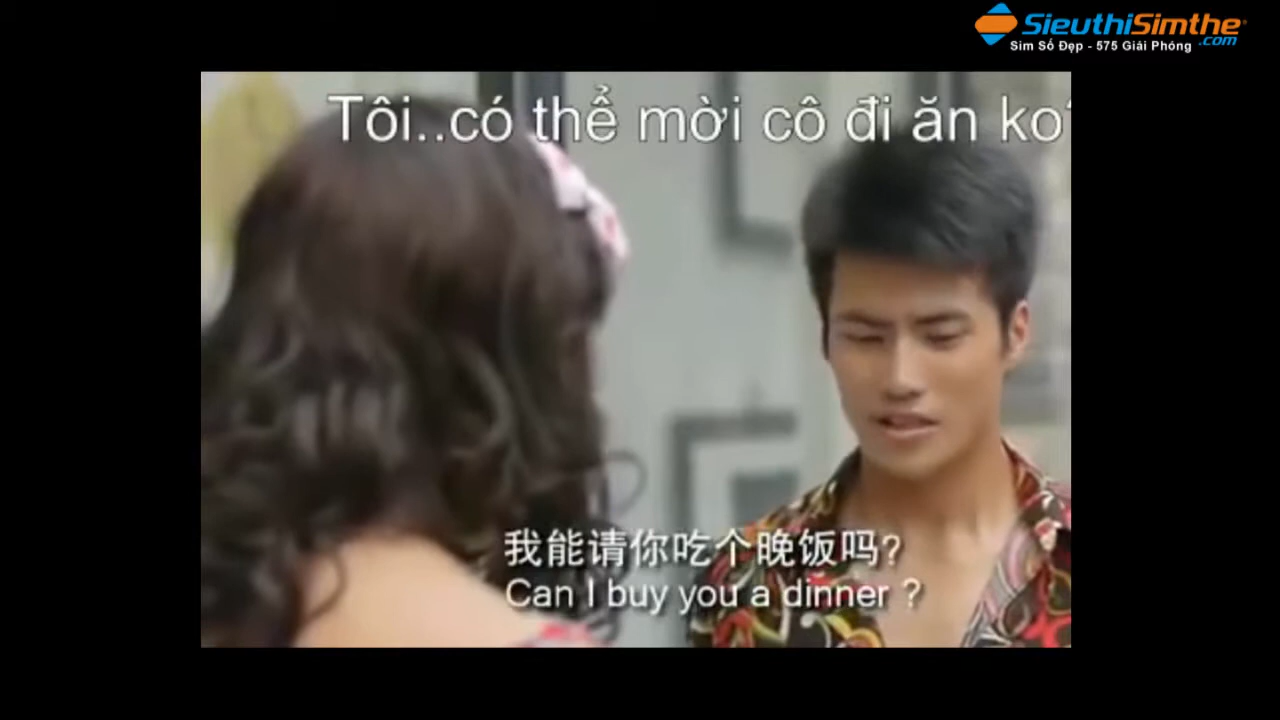 SieuthiSimthe
.com
Sim Số Đẹp - 575 Giải Phóng
Tôi..có thể mời cô đi ăn ko?
我能请你吃个晚饭吗?
Can I buy you a dinner ?